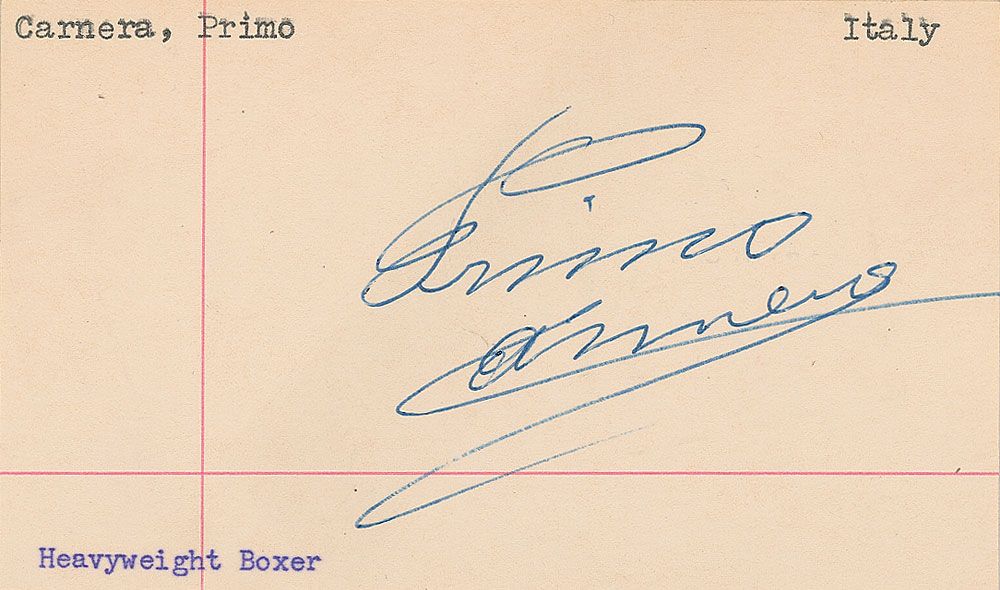 Carnera, Primo Italy
Primo
Carnera
Heavyweight Boxer